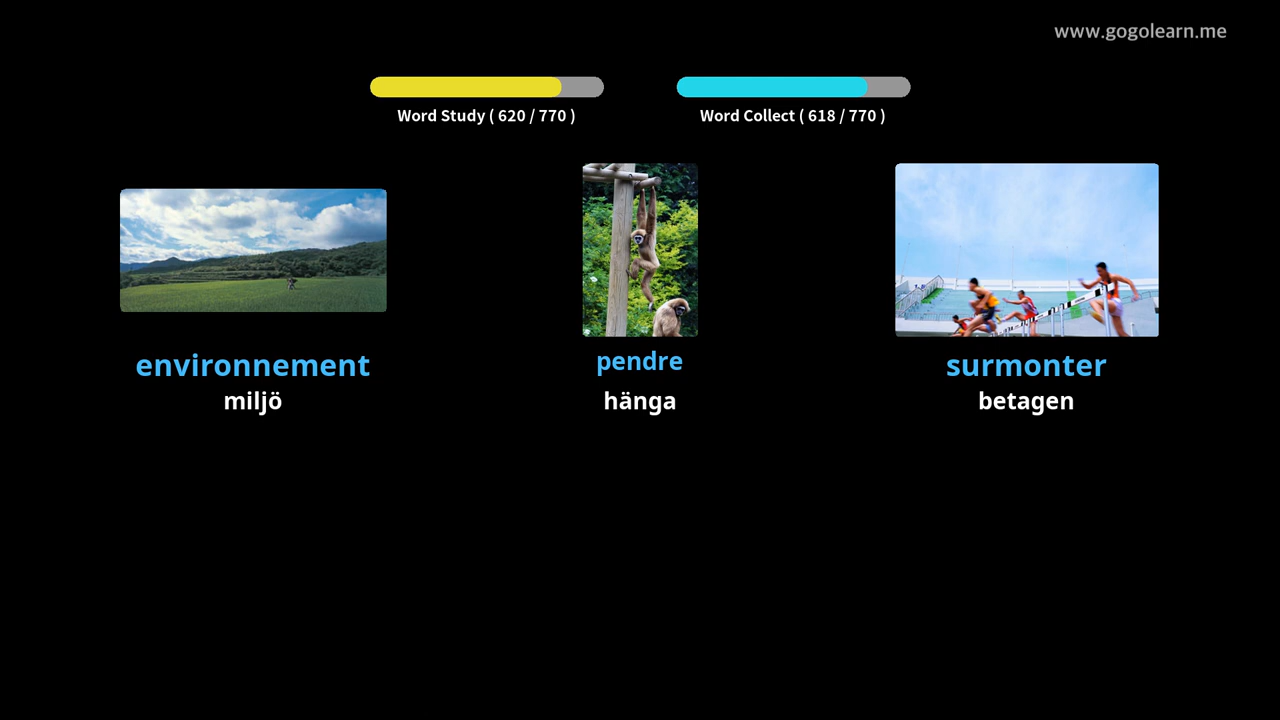 www.gogolearn.me
Word Study ( 620 / 770 )
Word Collect ( 618 / 770 )
environnement
miljö
pendre
hänga
surmonter
betagen